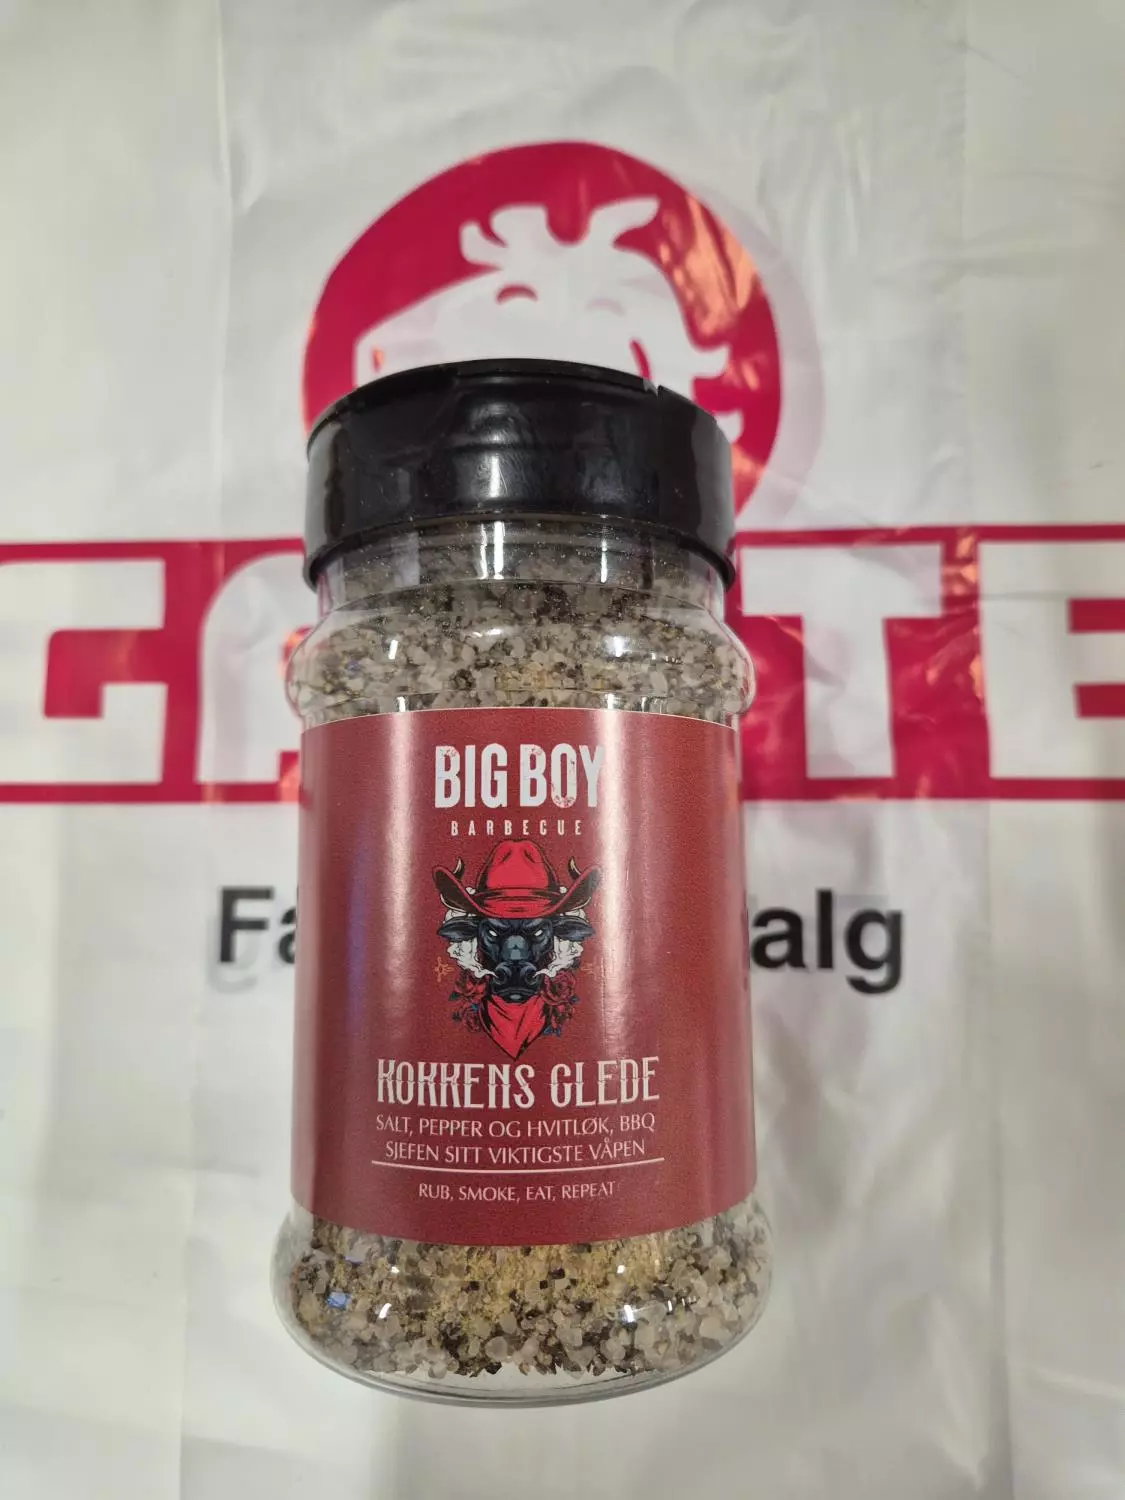 BIG BOY
BARBECUE
KOKKENS GLEDE
SALT, PEPPER OG HVITLØK, BBQ
SJEFEN SITT VIKTIGSTE VÅPEN
RUB, SMOKE, EAT, REPEAT